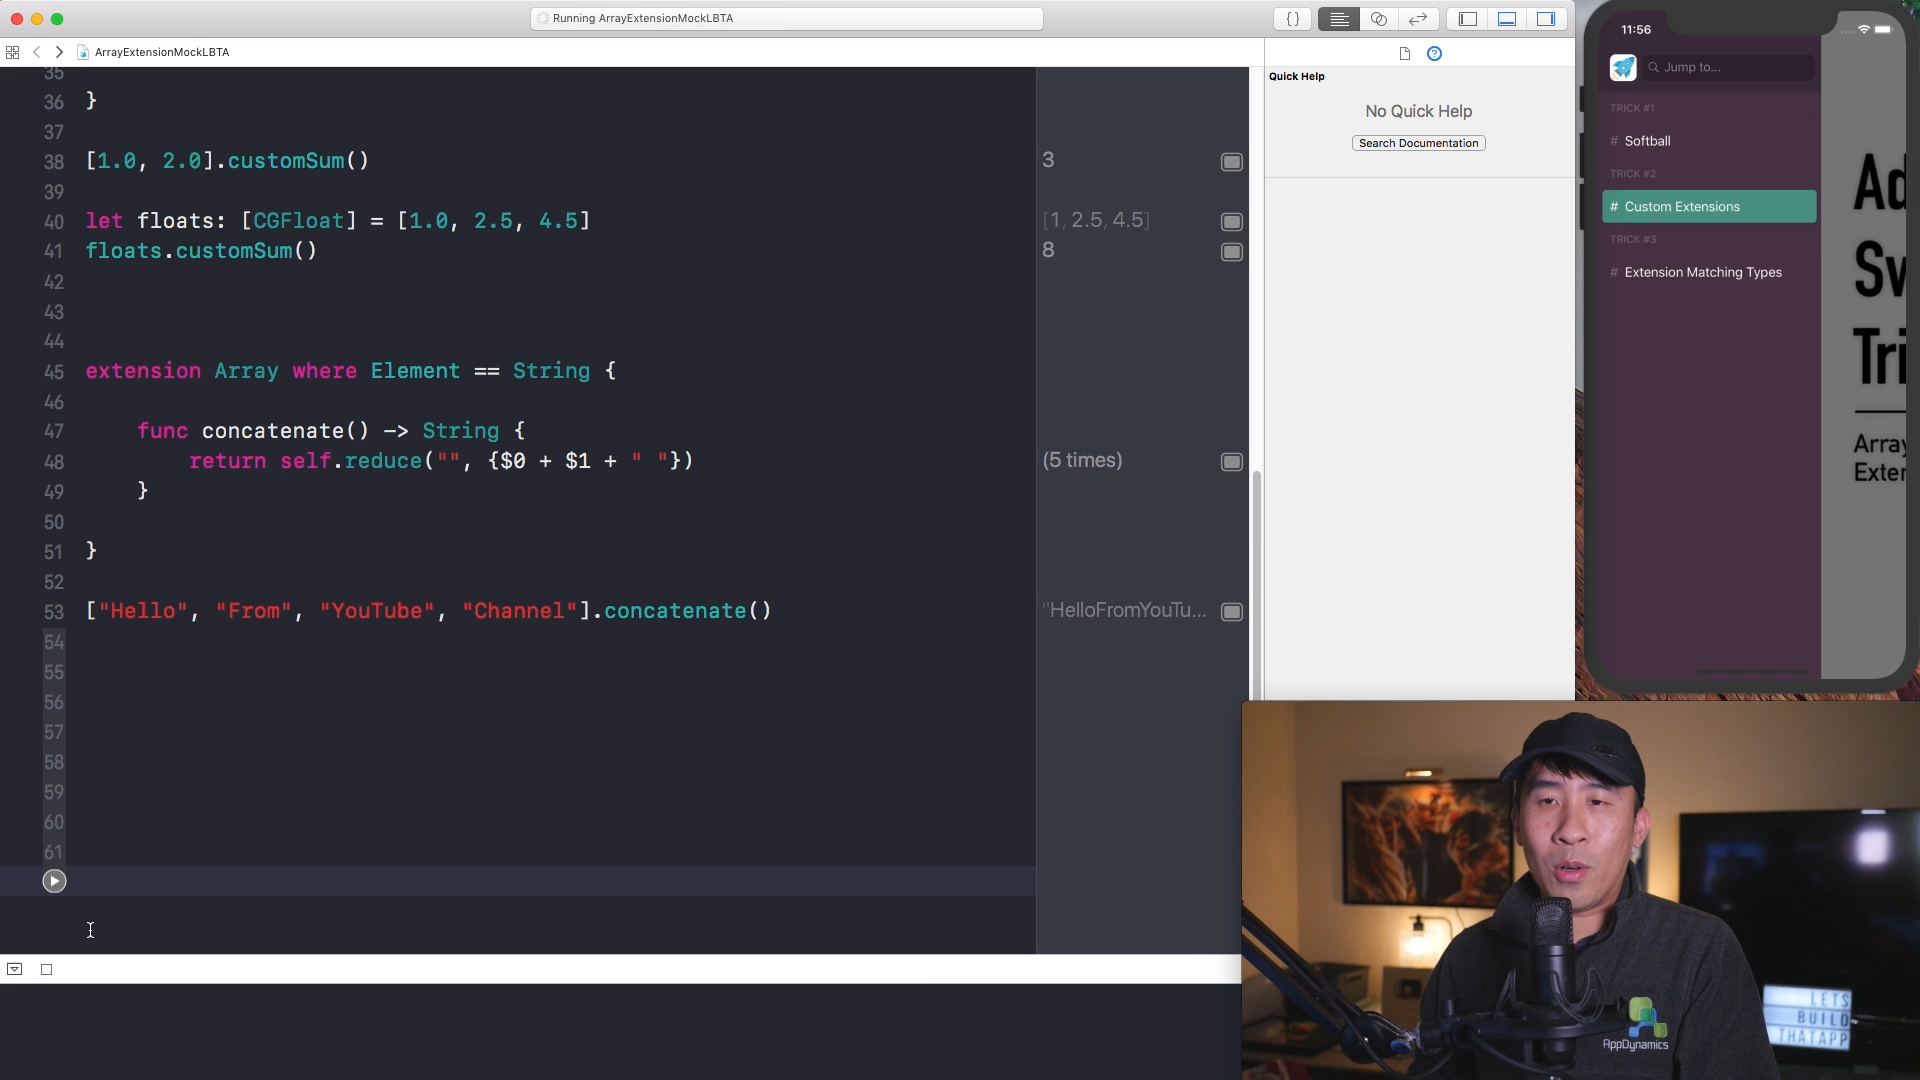 Running ArrayExtensionMockLBTA
{ }
ArrayExtensionMockLBTA
35
36 }
37
38 [1.0, 2.0].customSum()
3
39
40 let floats: [CGFloat] = [1.0, 2.5, 4.5]
[1, 2.5, 4.5]
41 floats.customSum()
8
42
43
44
45 extension Array where Element == String {
46
47 func concatenate() -> String {
48 return self.reduce("", {$0 + $1 + " "})
(5 times)
49 }
50
51 }
52
53 ["Hello", "From", "YouTube", "Channel"].concatenate()
"HelloFromYouTu...
54
55
56
57
58
59
60
61
?
Quick Help
No Quick Help
Search Documentation
11:56
Jump to...
TRICK #1
# Softball
TRICK #2
# Custom Extensions
TRICK #3
# Extension Matching Types
Ad
Sw
Tri
Array
Exten
AppDynamics
LETS
BUILD
THATAPP